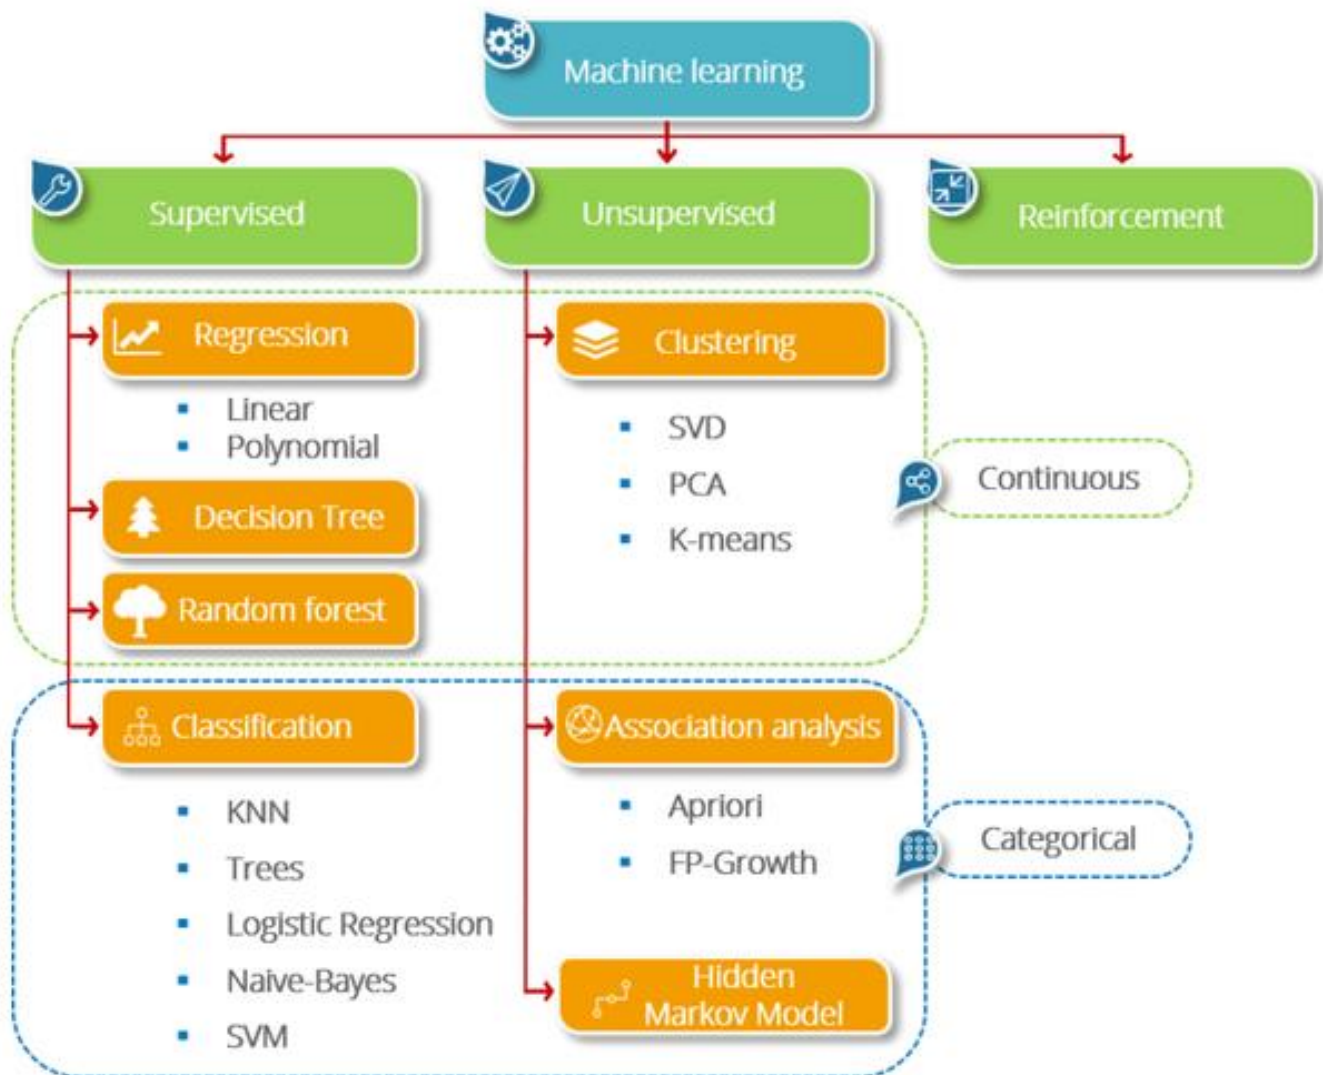 Machine learning
Supervised
Unsupervised
Reinforcement
Regression
Linear
Polynomial
Decision Tree
Random forest
Clustering
SVD
PCA
K-means
Continuous
Classification
KNN
Trees
Logistic Regression
Naive-Bayes
SVM
Association analysis
Apriori
FP-Growth
Hidden
Markov Model
Categorical